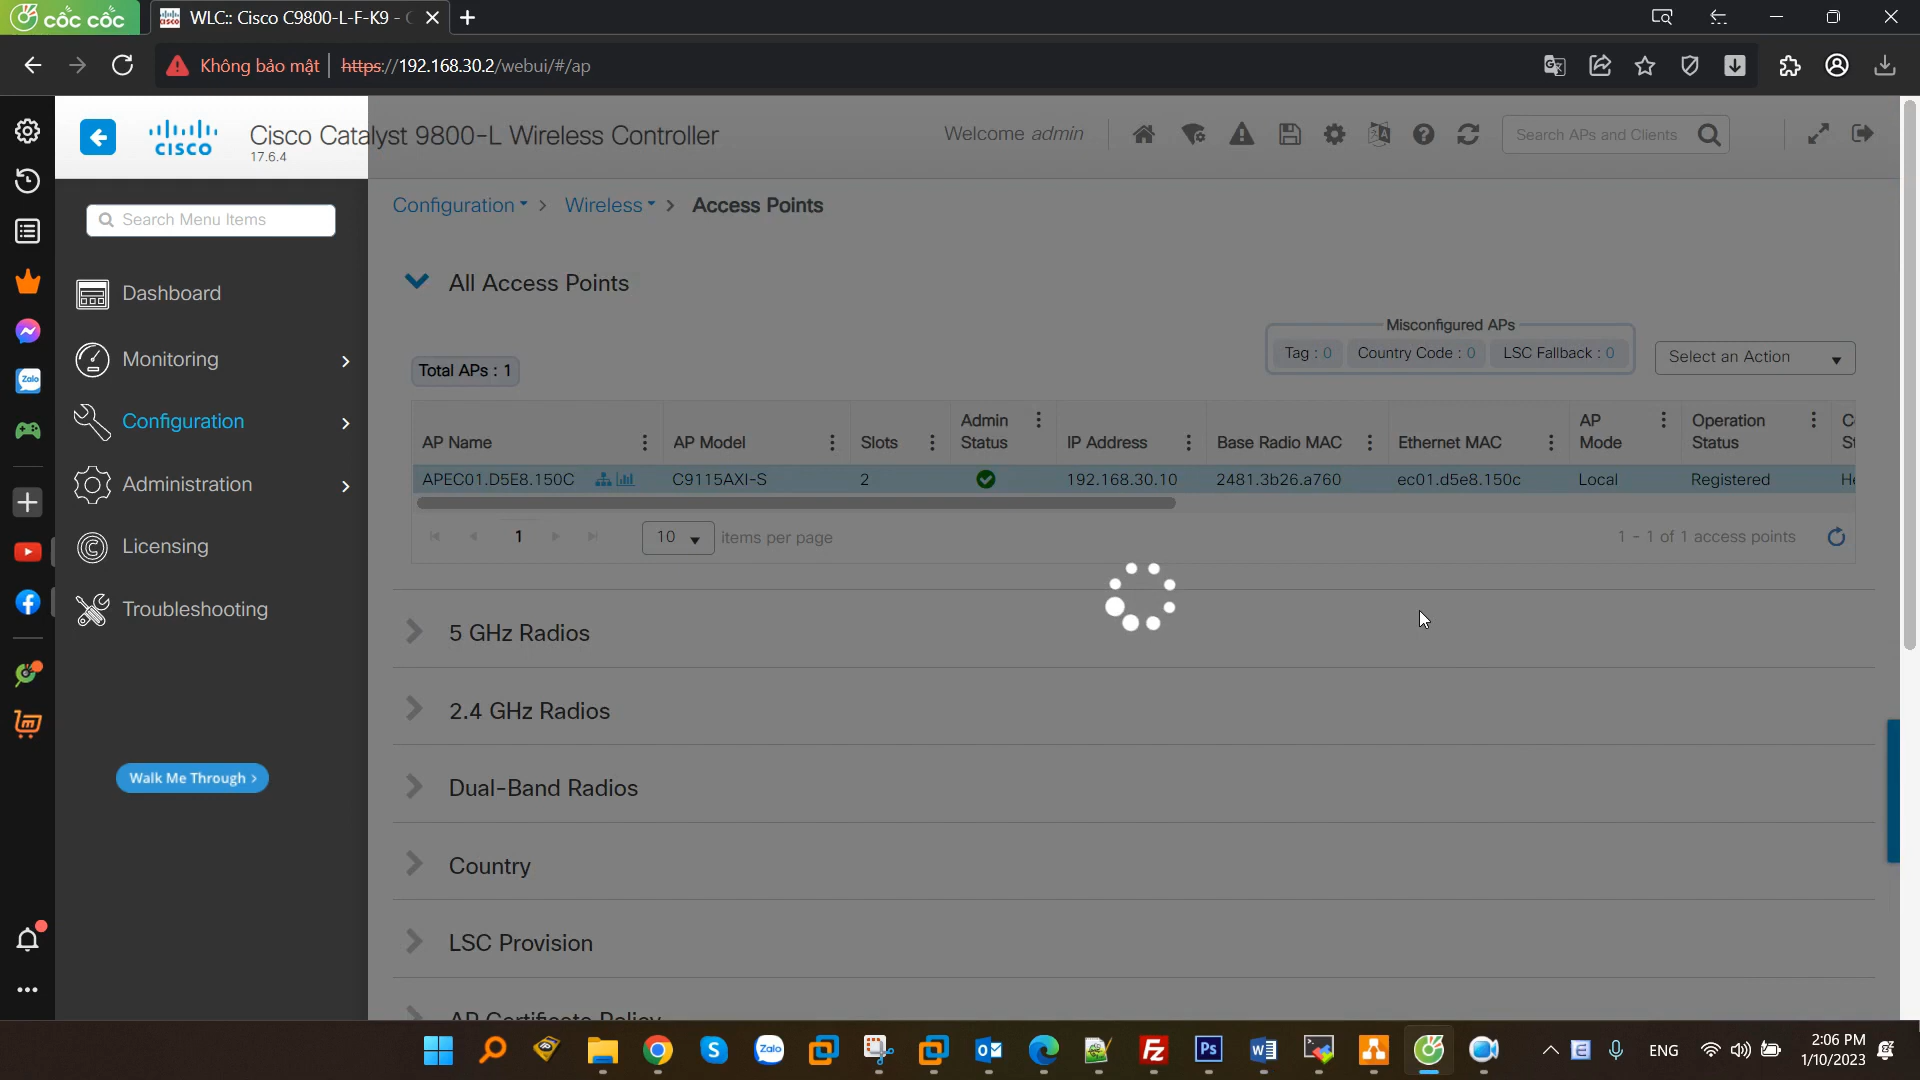 cốc cốc
WLC:: Cisco C9800-L-F-K9 -
Không bảo mật
https://192.168.30.2/webui/#/ap
CISCO
Cisco Catalyst 9800-L Wireless Controller
17.6.4
Welcome admin
Search APs and Clients
Search Menu Items
Dashboard
Monitoring
Configuration
Administration
Licensing
Troubleshooting
Walk Me Through >
Configuration > Wireless > Access Points
All Access Points
Misconfigured APs
Tag : 0 Country Code : 0 LSC Fallback : 0
Select an Action
Total APs : 1
AP Name AP Model Slots Admin Status IP Address Base Radio MAC Ethernet MAC AP Mode Operation Status
APEC01.D5E8.150C C9115AXI-S 2 192.168.30.10 2481.3b26.a760 ec01.d5e8.150c Local Registered
1 10 items per page 1 - 1 of 1 access points
5 GHz Radios
2.4 GHz Radios
Dual-Band Radios
Country
LSC Provision
AP Certificate Policy
Zalo
Zalo
Ps
ENG
2:06 PM
1/10/2023